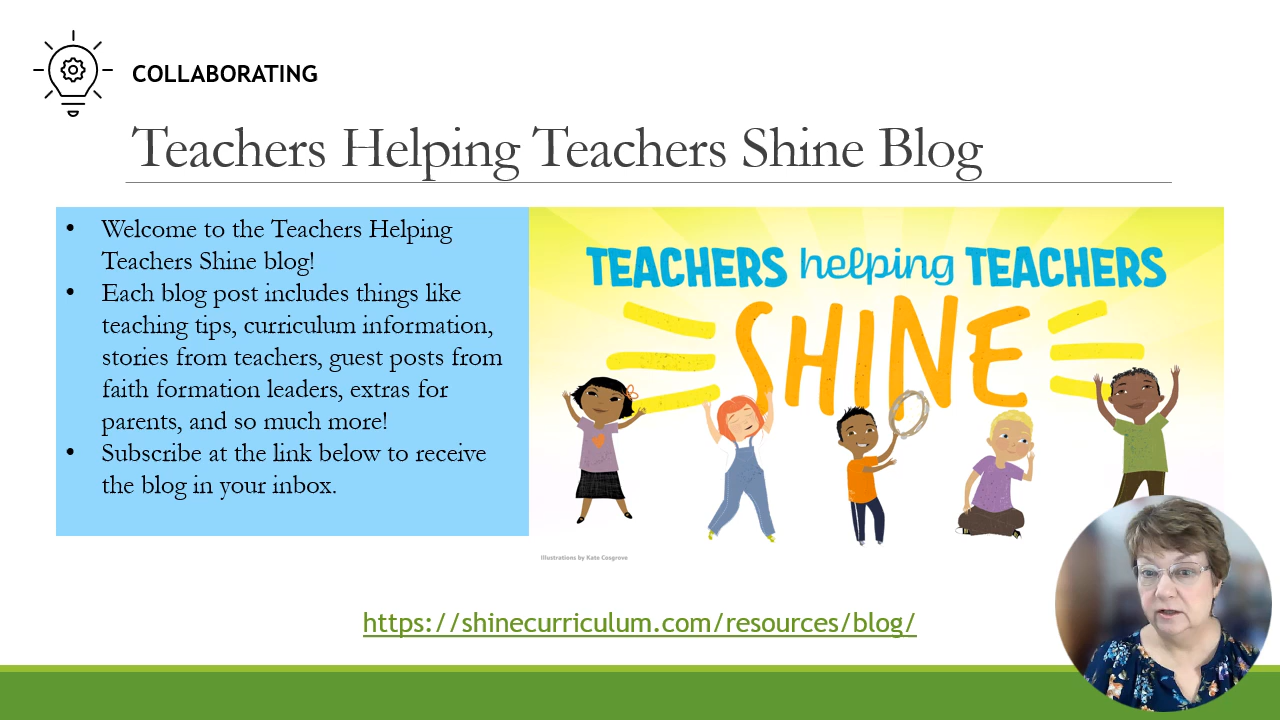 COLLABORATING
Teachers Helping Teachers Shine Blog
• Welcome to the Teachers Helping
Teachers Shine blog!
• Each blog post includes things like
teaching tips, curriculum information,
stories from teachers, guest posts from
faith formation leaders, extras for
parents, and so much more!
• Subscribe at the link below to receive
the blog in your inbox.
TEACHERS helping TEACHERS
SHINE
Illustrations by Kate Cosgrove
https://shinecurriculum.com/resources/blog/